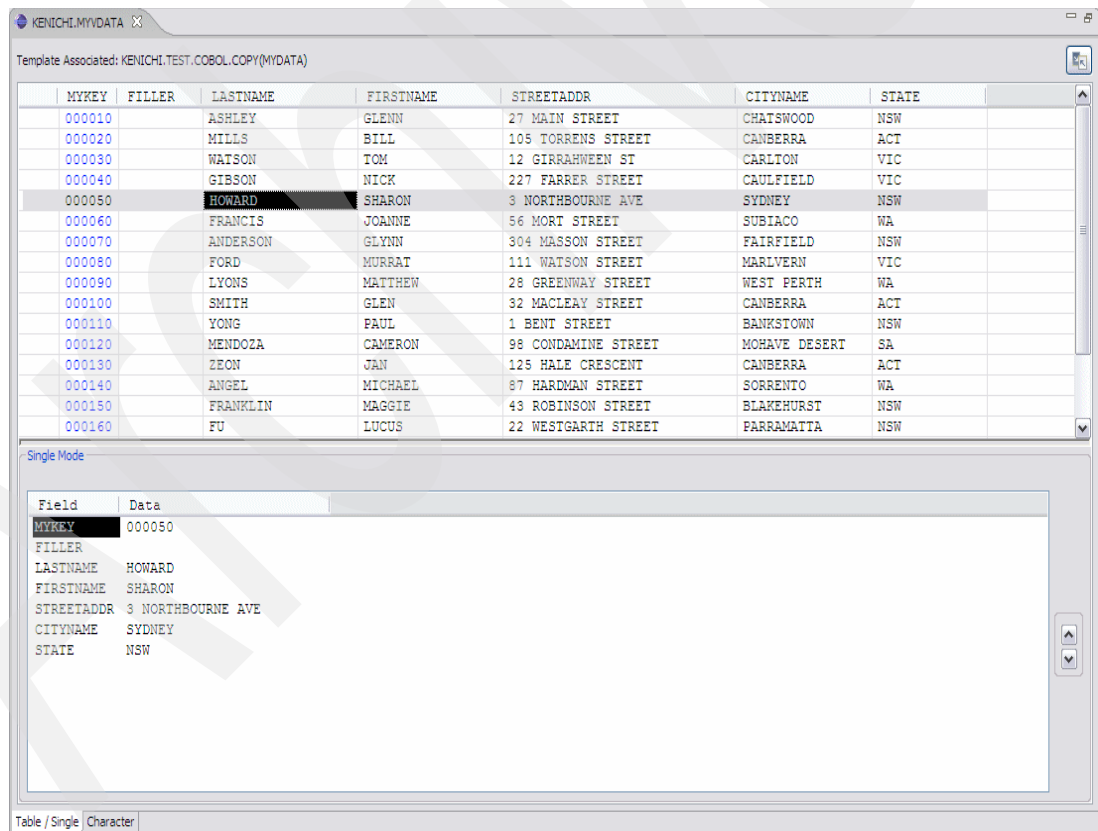 KENICHI.MYVDATA
Template Associated: KENICHI.TEST.COBOL.COPY(MYDATA)
MYKEY FILLER LASTNAME FIRSTNAME STREETADDR CITYNAME STATE
000010 ASHLEY GLENN 27 MAIN STREET CHATSWOOD NSW
000020 MILLS BILL 105 TORRENS STREET CANBERRA ACT
000030 WATSON TOM 12 GIRRAHWEEN ST CARLTON VIC
000040 GIBSON NICK 227 FARRER STREET CAULFIELD VIC
000050 HOWARD SHARON 3 NORTHBOURNE AVE SYDNEY NSW
000060 FRANCIS JOANNE 56 MORT STREET SUBIACO WA
000070 ANDERSON GLYNN 304 MASSON STREET FAIRFIELD NSW
000080 FORD MURRAT 111 WATSON STREET MARLVERN VIC
000090 LYONS MATTHEW 28 GREENWAY STREET WEST PERTH WA
000100 SMITH GLEN 32 MACLEAY STREET CANBERRA ACT
000110 YONG PAUL 1 BENT STREET BANKSTOWN NSW
000120 MENDOZA CAMERON 98 CONDAMINE STREET MOHAVE DESERT SA
000130 ZEON JAN 125 HALE CRESCENT CANBERRA ACT
000140 ANGEL MICHAEL 87 HARDMAN STREET SORRENTO WA
000150 FRANKLIN MAGGIE 43 ROBINSON STREET BLAKEHURST NSW
000160 FU LUCUS 22 WESTGARTH STREET PARRAMATTA NSW
Single Mode
Field Data
MYKEY 000050
FILLER
LASTNAME HOWARD
FIRSTNAME SHARON
STREETADDR 3 NORTHBOURNE AVE
CITYNAME SYDNEY
STATE NSW
Table / Single Character